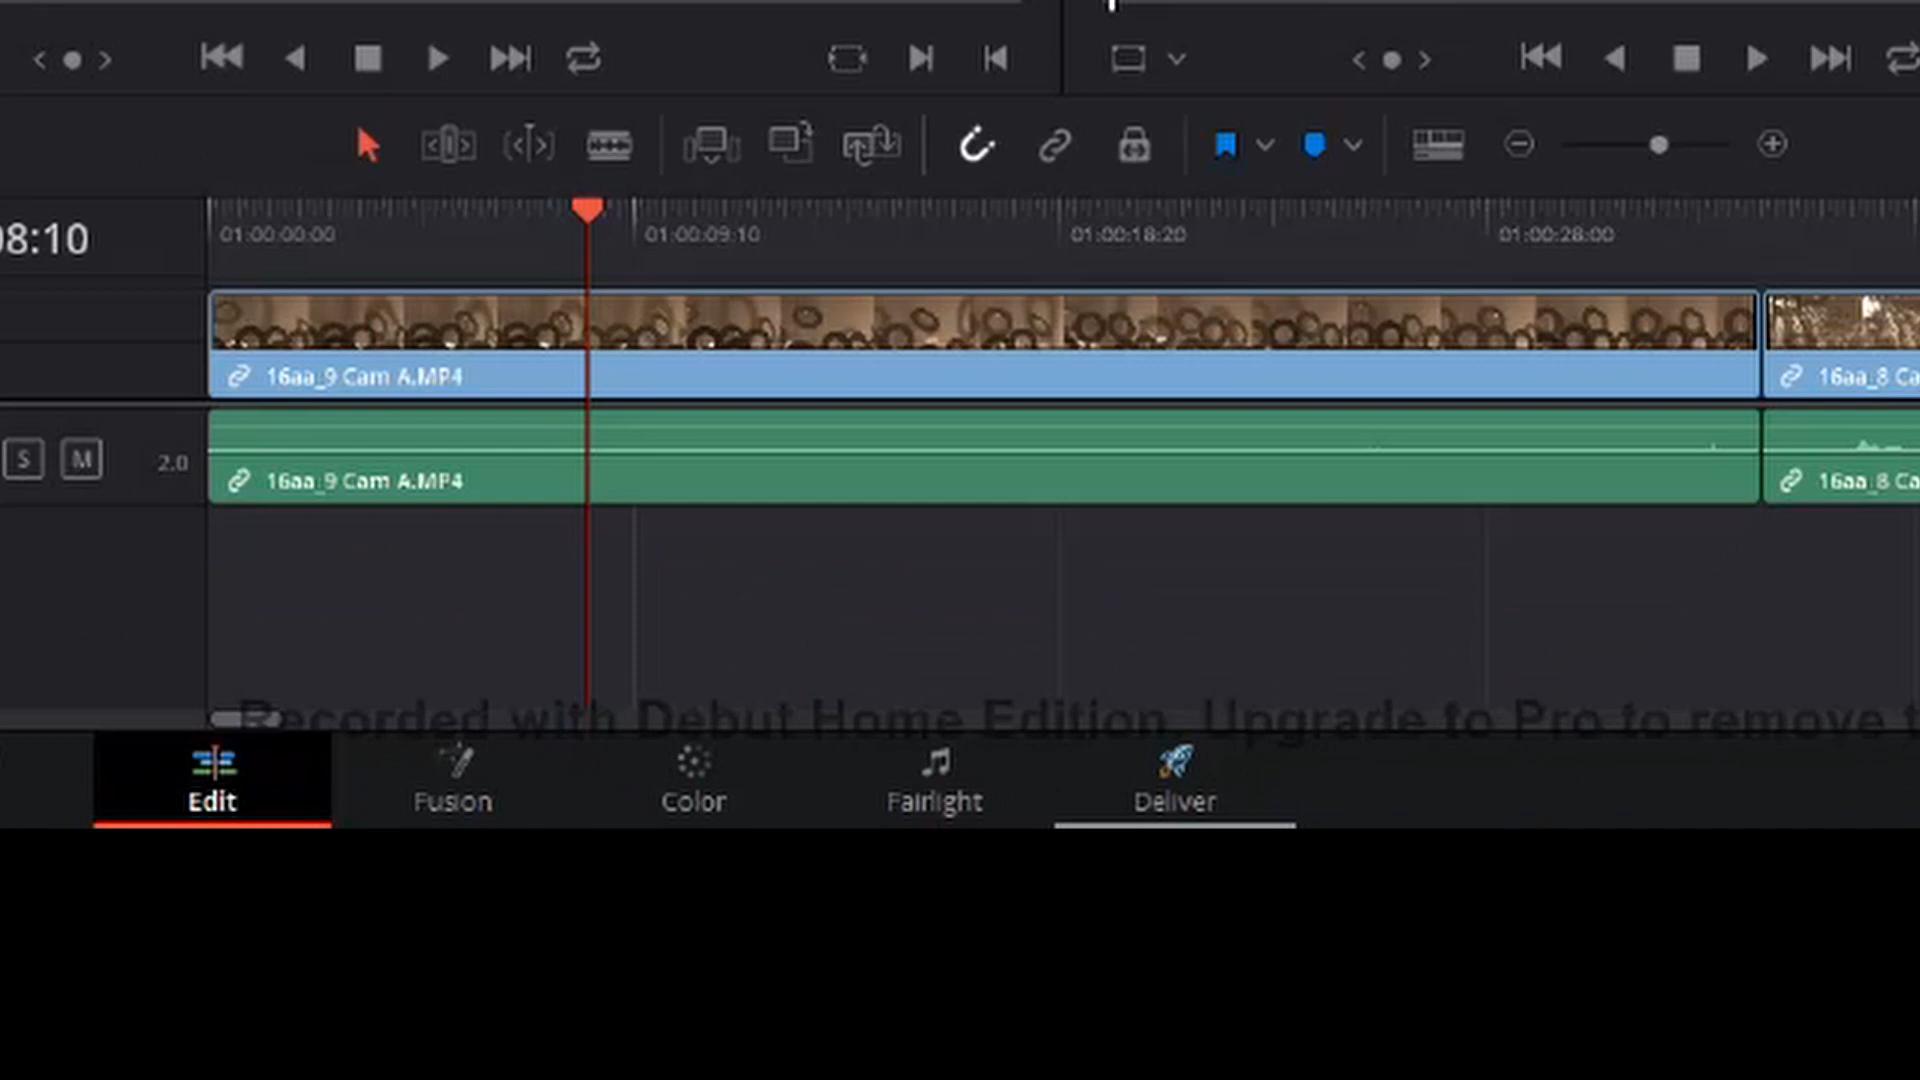 08:10
01:00:00:00
01:00:09:10
01:00:18:20
01:00:28:00
16aa_9 Cam A.MP4
16aa_8 Ca
S M 2.0
16aa_9 Cam A.MP4
16aa_8 Ca
Recorded with Debut Home Edition. Upgrade to Pro to remove t
Edit
Fusion
Color
Fairlight
Deliver